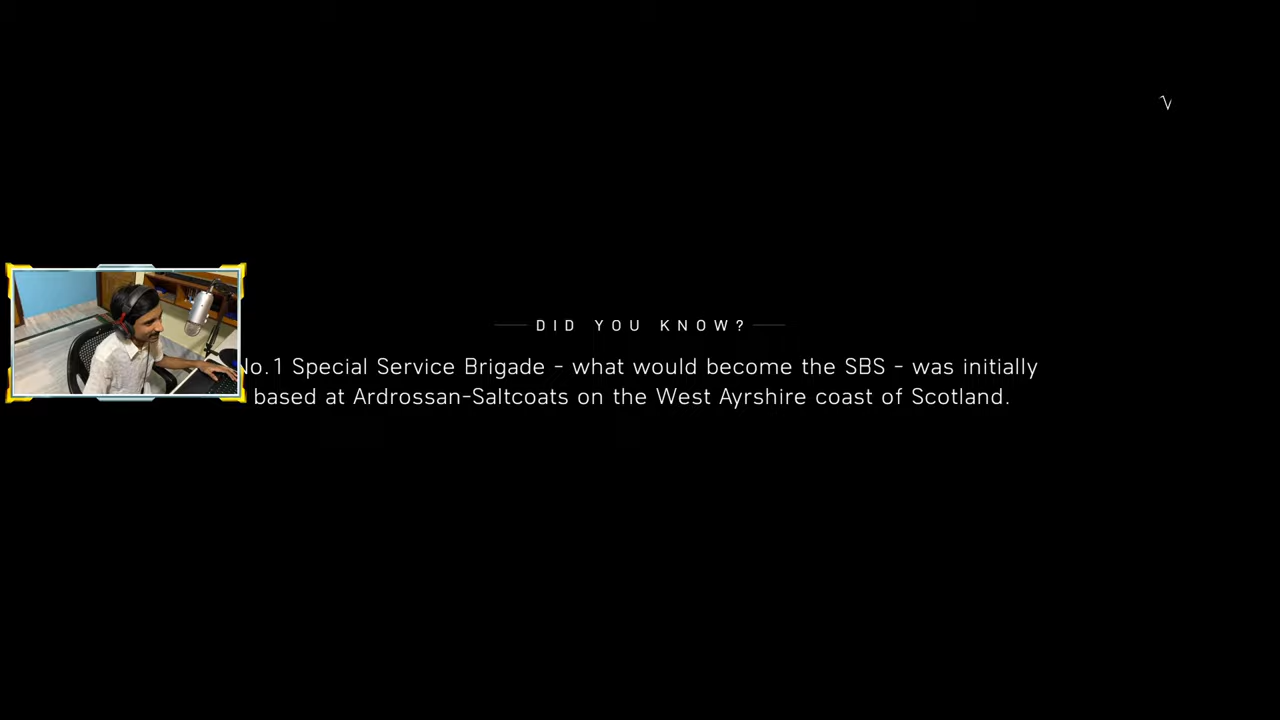 DID YOU KNOW?
No.1 Special Service Brigade - what would become the SBS - was initially
based at Ardrossan-Saltcoats on the West Ayrshire coast of Scotland.